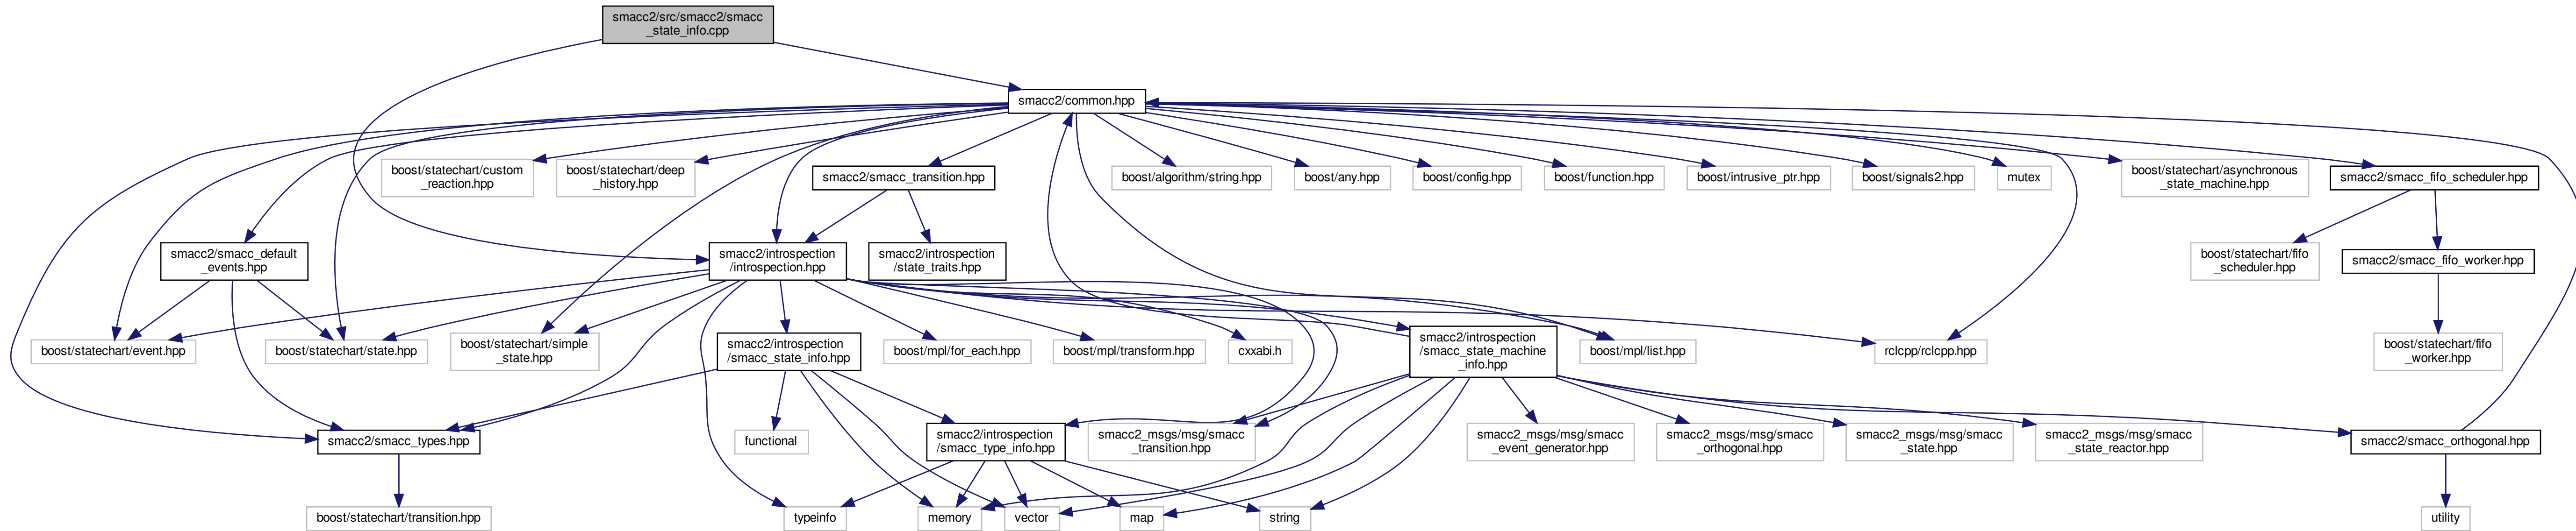 smacc2/src/smacc2/smacc
_state_info.cpp
smacc2/common.hpp
boost/statechart/custom
_reaction.hpp
boost/statechart/deep
_history.hpp
smacc2/smacc_transition.hpp
boost/algorithm/string.hpp
boost/any.hpp
boost/config.hpp
boost/function.hpp
boost/intrusive_ptr.hpp
boost/signals2.hpp
mutex
boost/statechart/asynchronous
_state_machine.hpp
smacc2/smacc_fifo_scheduler.hpp
smacc2/smacc_default
_events.hpp
smacc2/introspection
/introspection.hpp
smacc2/introspection
/state_traits.hpp
boost/statechart/fifo
_scheduler.hpp
smacc2/smacc_fifo_worker.hpp
boost/statechart/event.hpp
boost/statechart/state.hpp
boost/statechart/simple
_state.hpp
smacc2/introspection
/smacc_state_info.hpp
boost/mpl/for_each.hpp
boost/mpl/transform.hpp
cxxabi.h
smacc2/introspection
/smacc_state_machine
_info.hpp
boost/mpl/list.hpp
rclcpp/rclcpp.hpp
boost/statechart/fifo
_worker.hpp
smacc2/smacc_types.hpp
functional
smacc2/introspection
/smacc_type_info.hpp
smacc2_msgs/msg/smacc
_transition.hpp
smacc2_msgs/msg/smacc
_event_generator.hpp
smacc2_msgs/msg/smacc
_orthogonal.hpp
smacc2_msgs/msg/smacc
_state.hpp
smacc2_msgs/msg/smacc
_state_reactor.hpp
smacc2/smacc_orthogonal.hpp
boost/statechart/transition.hpp
typeinfo
memory
vector
map
string
utility